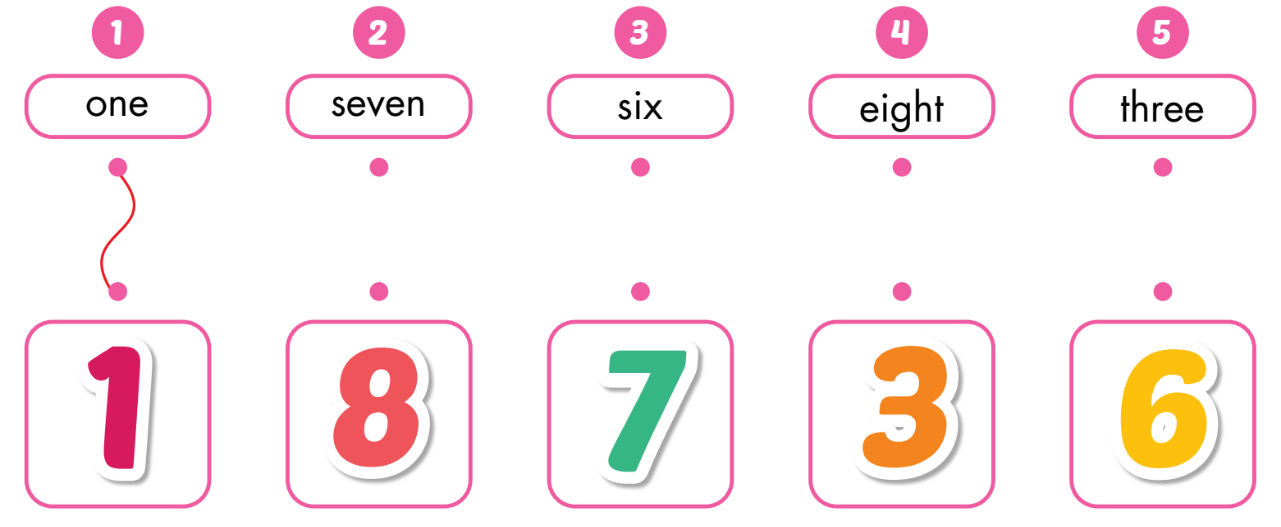 1 2 3 4 5
one seven six eight three
1 8 7 3 6